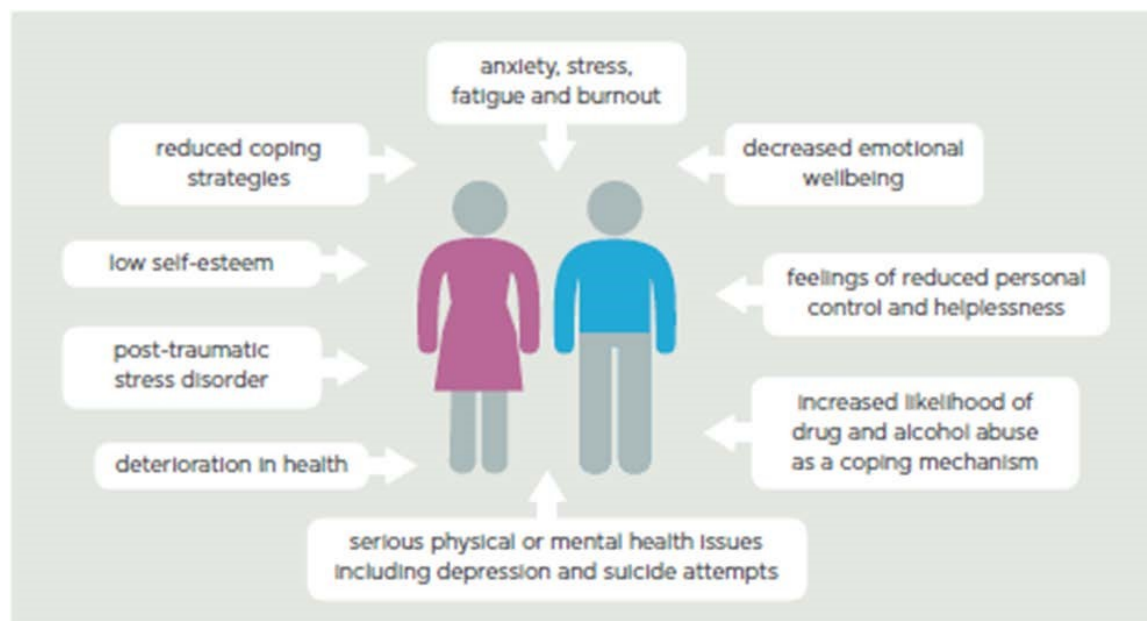 anxiety, stress,
fatigue and burnout
reduced coping
strategies
decreased emotional
wellbeing
low self-esteem
feelings of reduced personal
control and helplessness
post-traumatic
stress disorder
increased likelihood of
drug and alcohol abuse
as a coping mechanism
deterioration in health
serious physical or mental health issues
including depression and suicide attempts